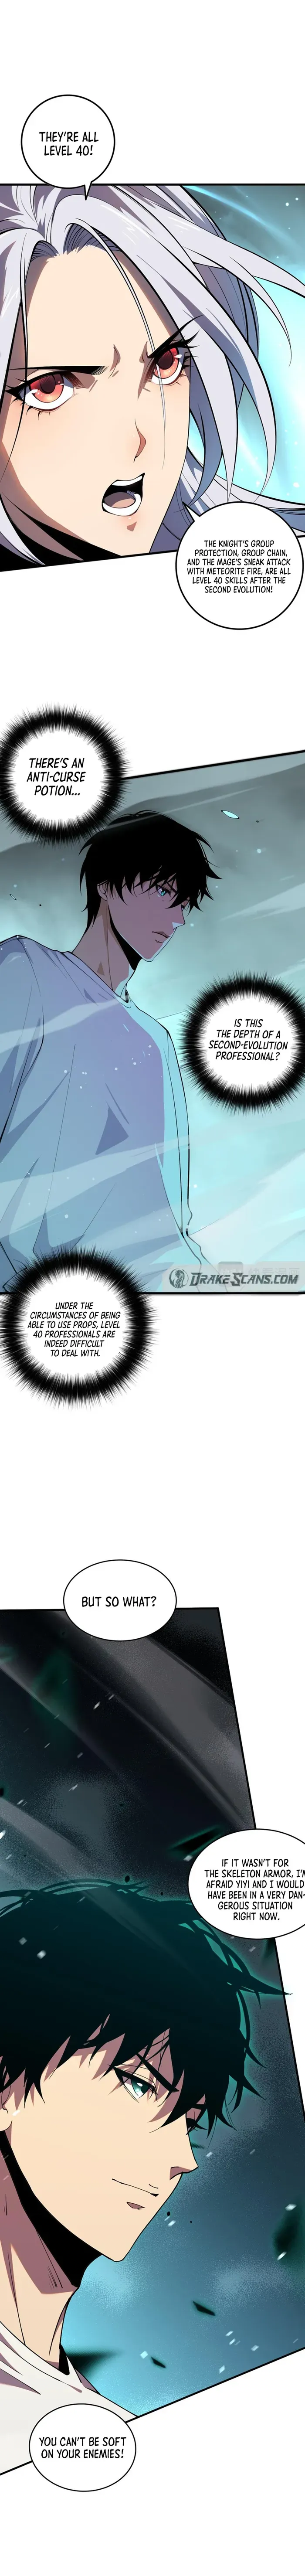 THEY'RE ALL
LEVEL 40!
THE KNIGHT'S GROUP
PROTECTION, GROUP CHAIN,
AND THE MAGE'S SNEAK ATTACK
WITH METEORITE FIRE, ARE ALL
LEVEL 40 SKILLS AFTER THE
SECOND EVOLUTION!
THERE'S AN
ANTI-CURSE
POTION...
IS THIS
THE DEPTH OF A
SECOND-EVOLUTION
PROFESSIONAL?
DRAKESCANS.COM
UNDER THE
CIRCUMSTANCES OF BEING
ABLE TO USE PROPS, LEVEL
40 PROFESSIONALS ARE
INDEED DIFFICULT
TO DEAL WITH.
BUT SO WHAT?
IF IT WASN'T FOR
THE SKELETON ARMOR, I'M
AFRAID YIYI AND I WOULD
HAVE BEEN IN A VERY DAN-
GEROUS SITUATION
RIGHT NOW.
YOU CAN'T BE SOFT
ON YOUR ENEMIES!